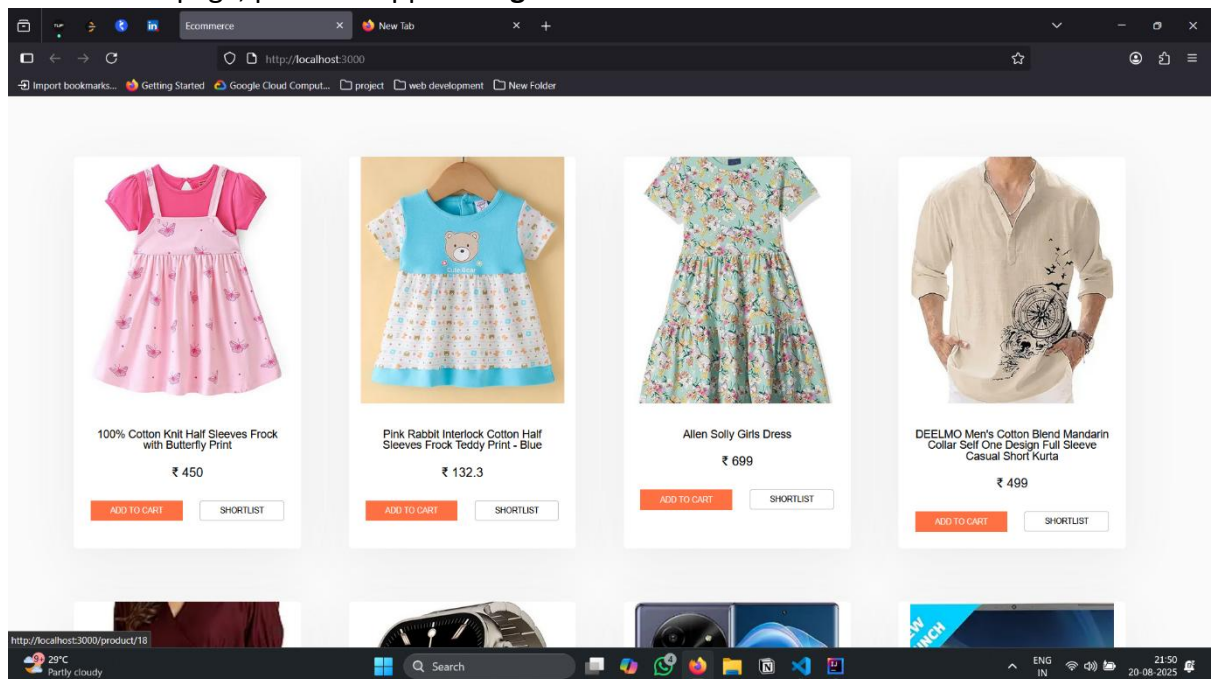 Ecommerce
New Tab
http://localhost:3000
Import bookmarks...
Getting Started
Google Cloud Comput...
project
web development
New Folder
Cute Bear
100% Cotton Knit Half Sleeves Frock
with Butterfly Print
₹ 450
ADD TO CART
SHORTLIST
Pink Rabbit Interlock Cotton Half
Sleeves Frock Teddy Print - Blue
₹ 132.3
ADD TO CART
SHORTLIST
Allen Solly Girls Dress
₹ 699
ADD TO CART
SHORTLIST
DEELMO Men's Cotton Blend Mandarin
Collar Self One Design Full Sleeve
Casual Short Kurta
₹ 499
ADD TO CART
SHORTLIST
http://localhost:3000/product/18
29°C
Partly cloudy
Search
ENG
IN
21:50
20-08-2025